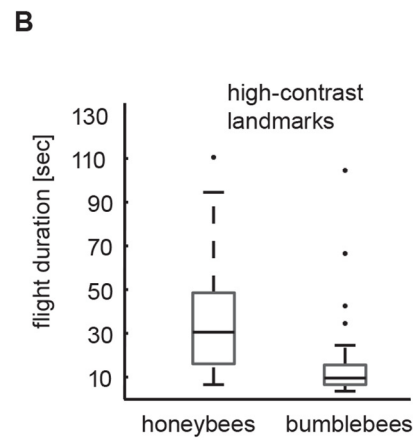 B
high-contrast
landmarks
flight duration [sec]
130
110
90
70
50
30
10
honeybees
bumblebees